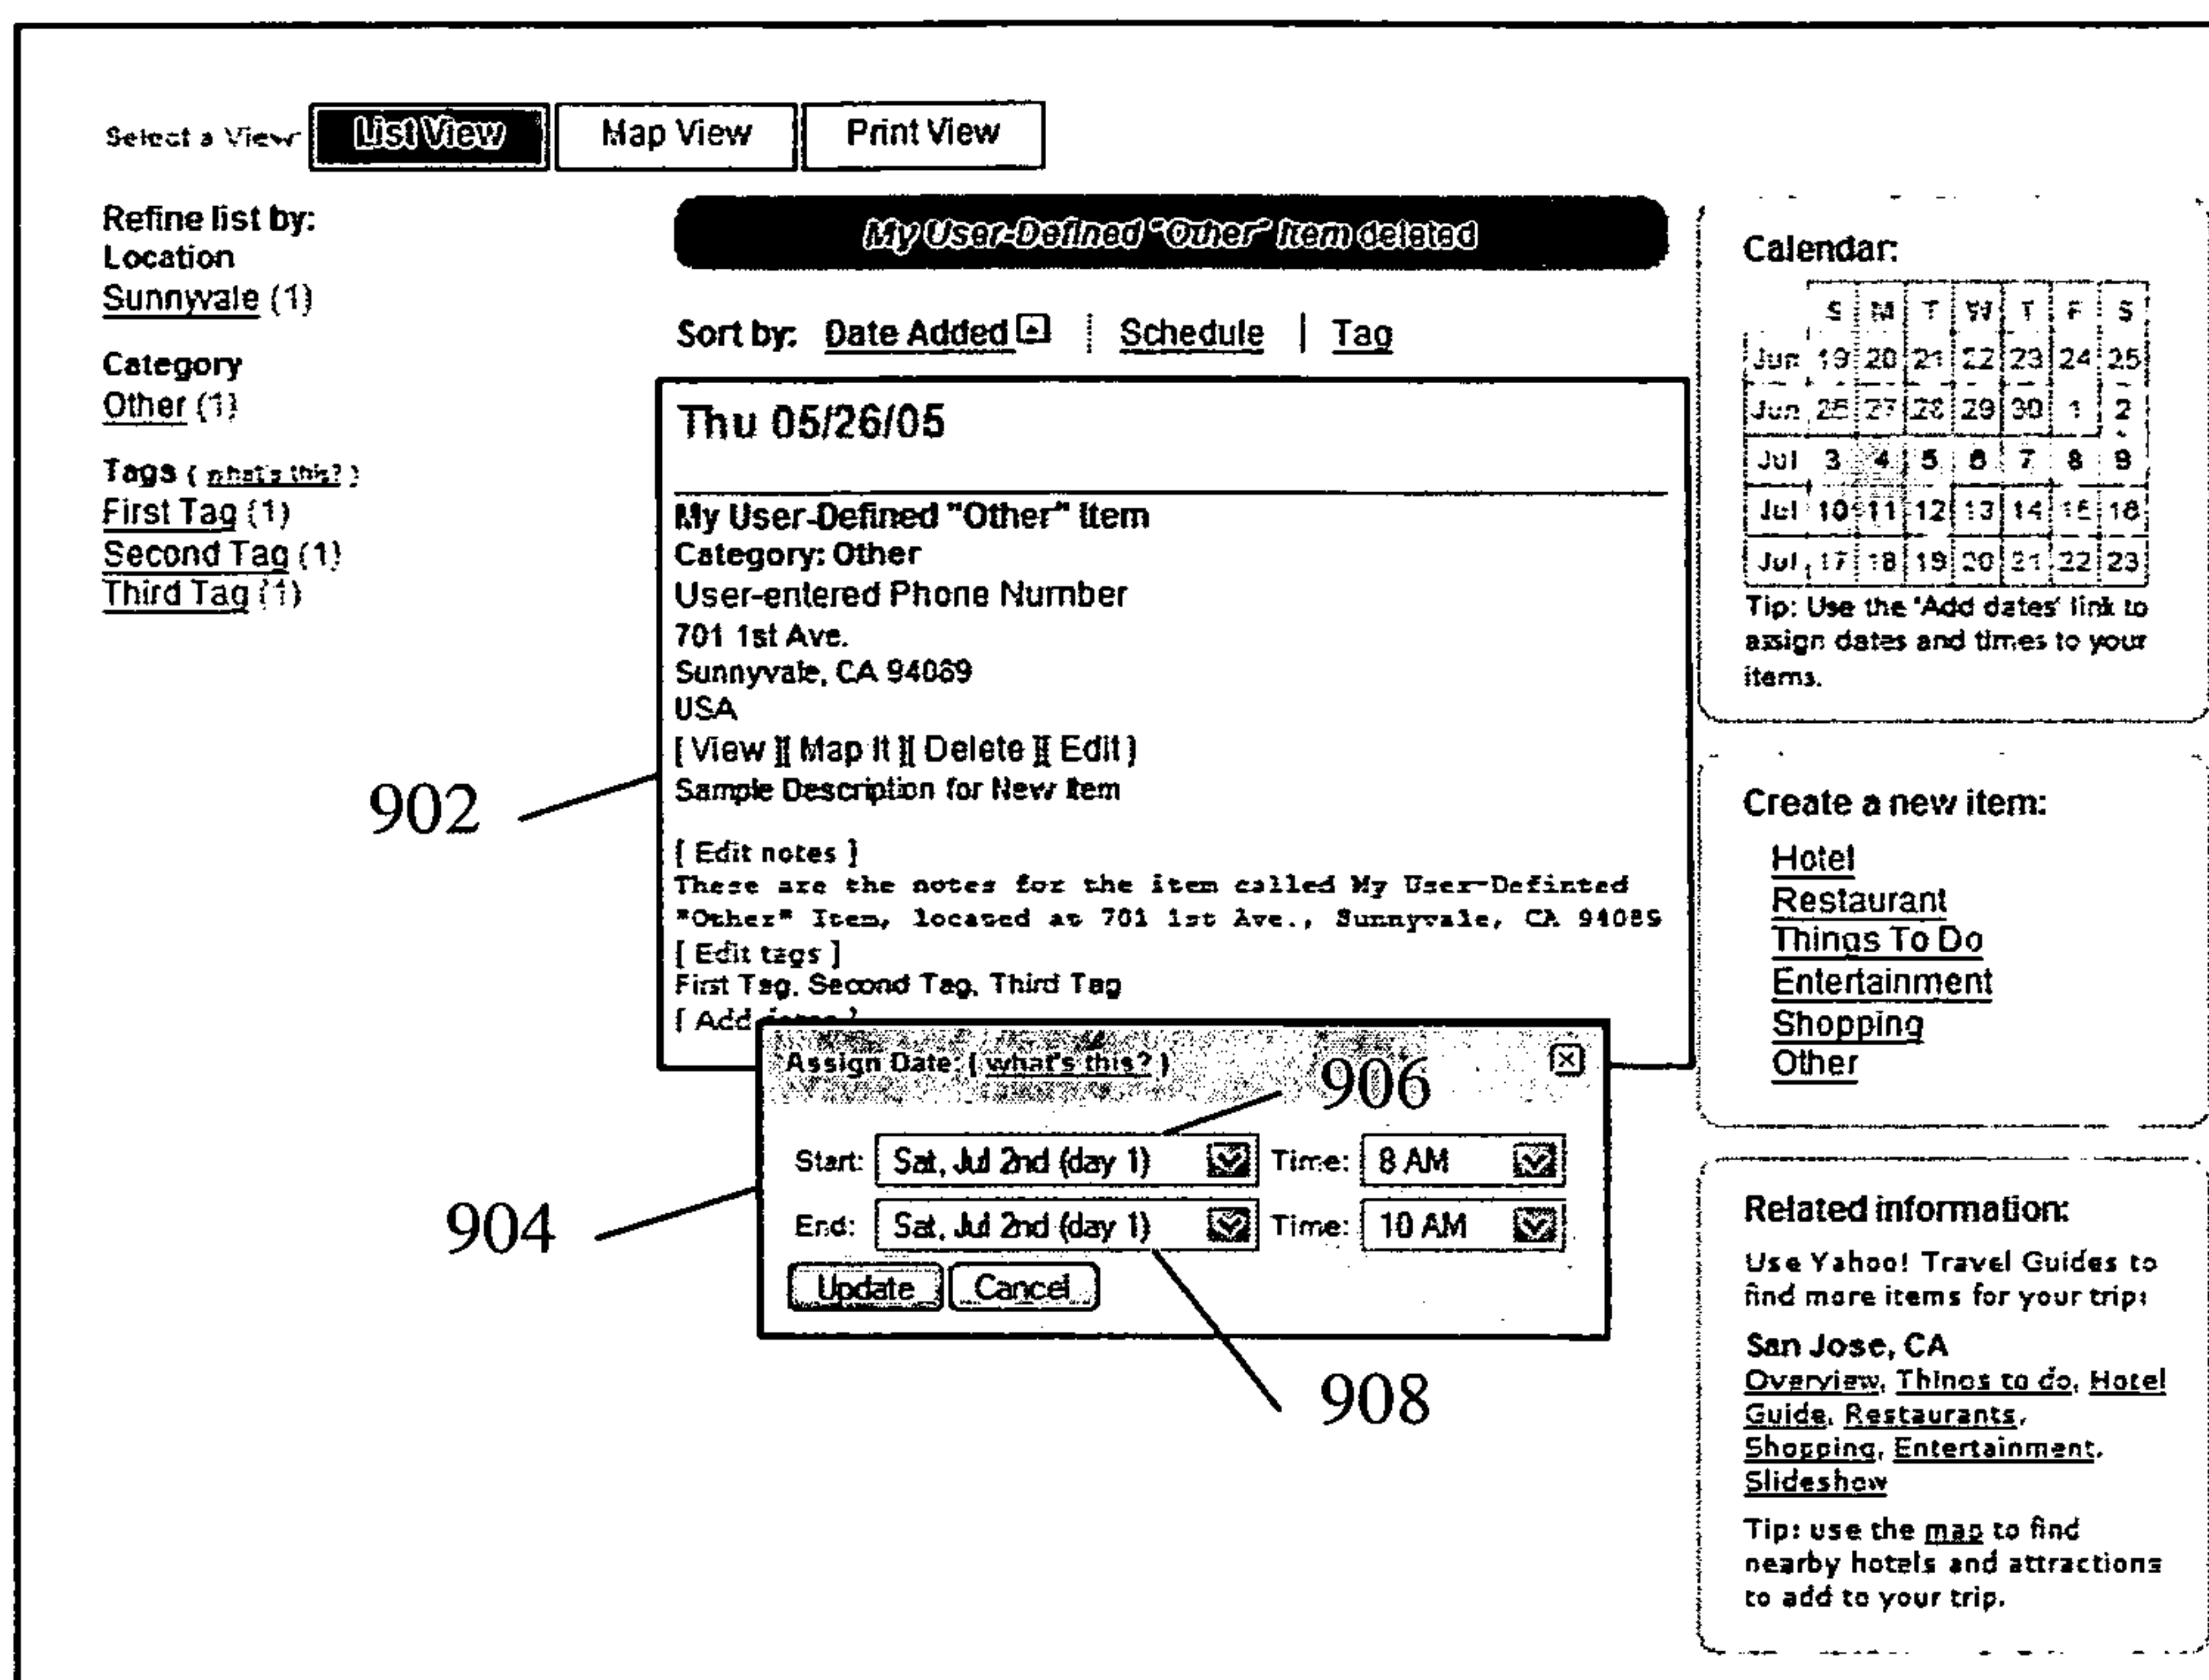 Select a View
List View
Map View
Print View
Refine list by:
Location
Sunnyvale (1)
Category
Other (1)
Tags ( what's this? )
First Tag (1)
Second Tag (1)
Third Tag (1)
My User-Defined "Other" Item deleted
Sort by: Date Added | Schedule | Tag
Thu 05/26/05
My User-Defined "Other" Item
Category: Other
User-entered Phone Number
701 1st Ave.
Sunnyvale, CA 94089
USA
[ View ][ Map It ][ Delete ][ Edit ]
Sample Description for New Item
[ Edit notes ]
These are the notes for the item called My User-Definted
"Other" Item, located at 701 1st Ave., Sunnyvale, CA 94089
[ Edit tags ]
First Tag, Second Tag, Third Tag
[ Add dates ]
Assign Date: ( what's this? )
Start: Sat, Jul 2nd (day 1) Time: 8 AM
End: Sat, Jul 2nd (day 1) Time: 10 AM
Update Cancel
902
904
906
908
Calendar:
S M T W T F S
Jun 19 20 21 22 23 24 25
Jun 26 27 28 29 30 1 2
Jul 3 4 5 6 7 8 9
Jul 10 11 12 13 14 15 16
Jul 17 18 19 20 21 22 23
Tip: Use the 'Add dates' link to
assign dates and times to your
items.
Create a new item:
Hotel
Restaurant
Things To Do
Entertainment
Shopping
Other
Related information:
Use Yahoo! Travel Guides to
find more items for your trip:
San Jose, CA
Overview, Things to do, Hotel
Guide, Restaurants,
Shopping, Entertainment,
Slideshow
Tip: use the map to find
nearby hotels and attractions
to add to your trip.